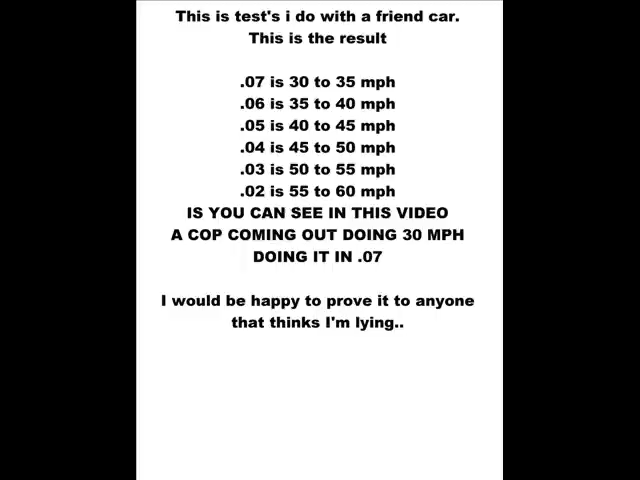 This is test's i do with a friend car.
This is the result
.07 is 30 to 35 mph
.06 is 35 to 40 mph
.05 is 40 to 45 mph
.04 is 45 to 50 mph
.03 is 50 to 55 mph
.02 is 55 to 60 mph
IS YOU CAN SEE IN THIS VIDEO
A COP COMING OUT DOING 30 MPH
DOING IT IN .07
I would be happy to prove it to anyone
that thinks I'm lying..